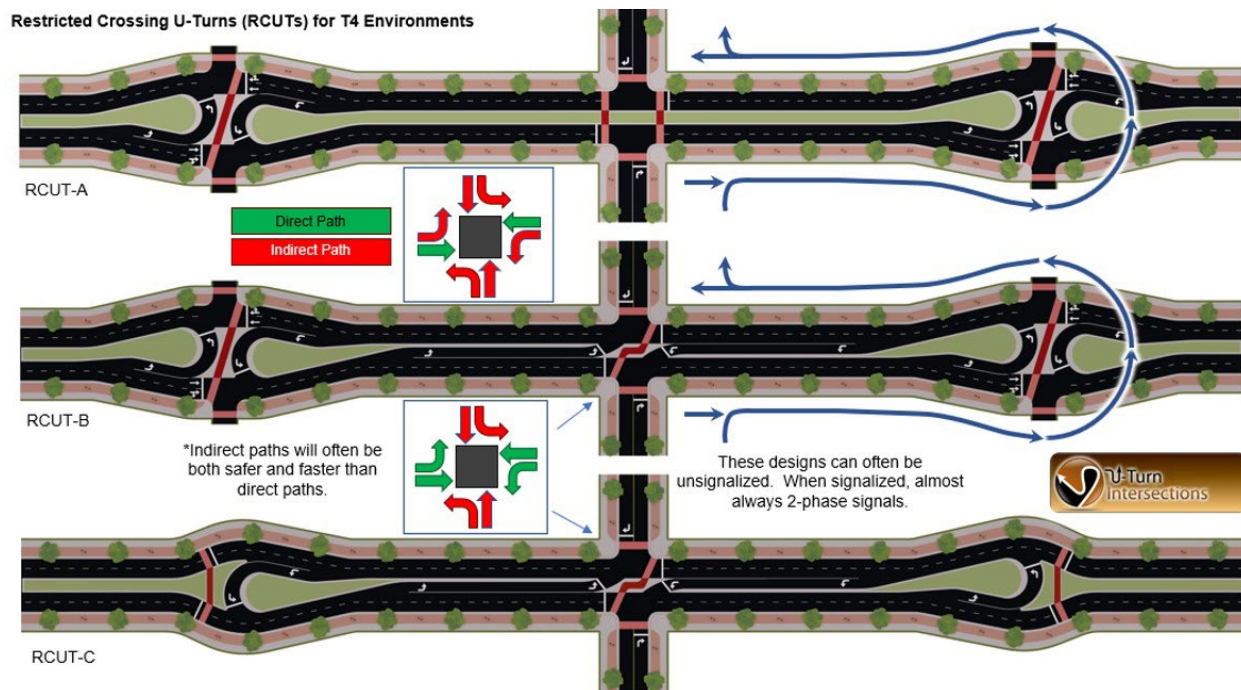 Restricted Crossing U-Turns (RCUTs) for T4 Environments
RCUT-A
Direct Path
Indirect Path
RCUT-B
*Indirect paths will often be
both safer and faster than
direct paths.
These designs can often be
unsignalized. When signalized, almost
always 2-phase signals.
U-Turn
Intersections
RCUT-C